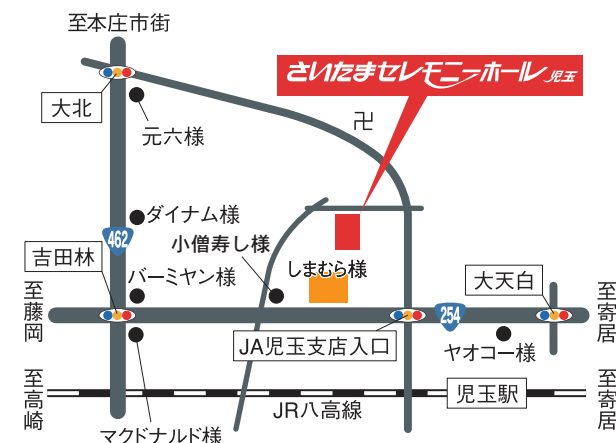 至本庄市街
さいたまセレモニーホール児玉
大北
卍
元六様
ダイナム様
462
小僧寿し様
吉田林
バーミヤン様
しまむら様
大天白
至藤岡
254
至寄居
JA児玉支店入口
ヤオコー様
至高崎
児玉駅
至寄居
JR八高線
マクドナルド様